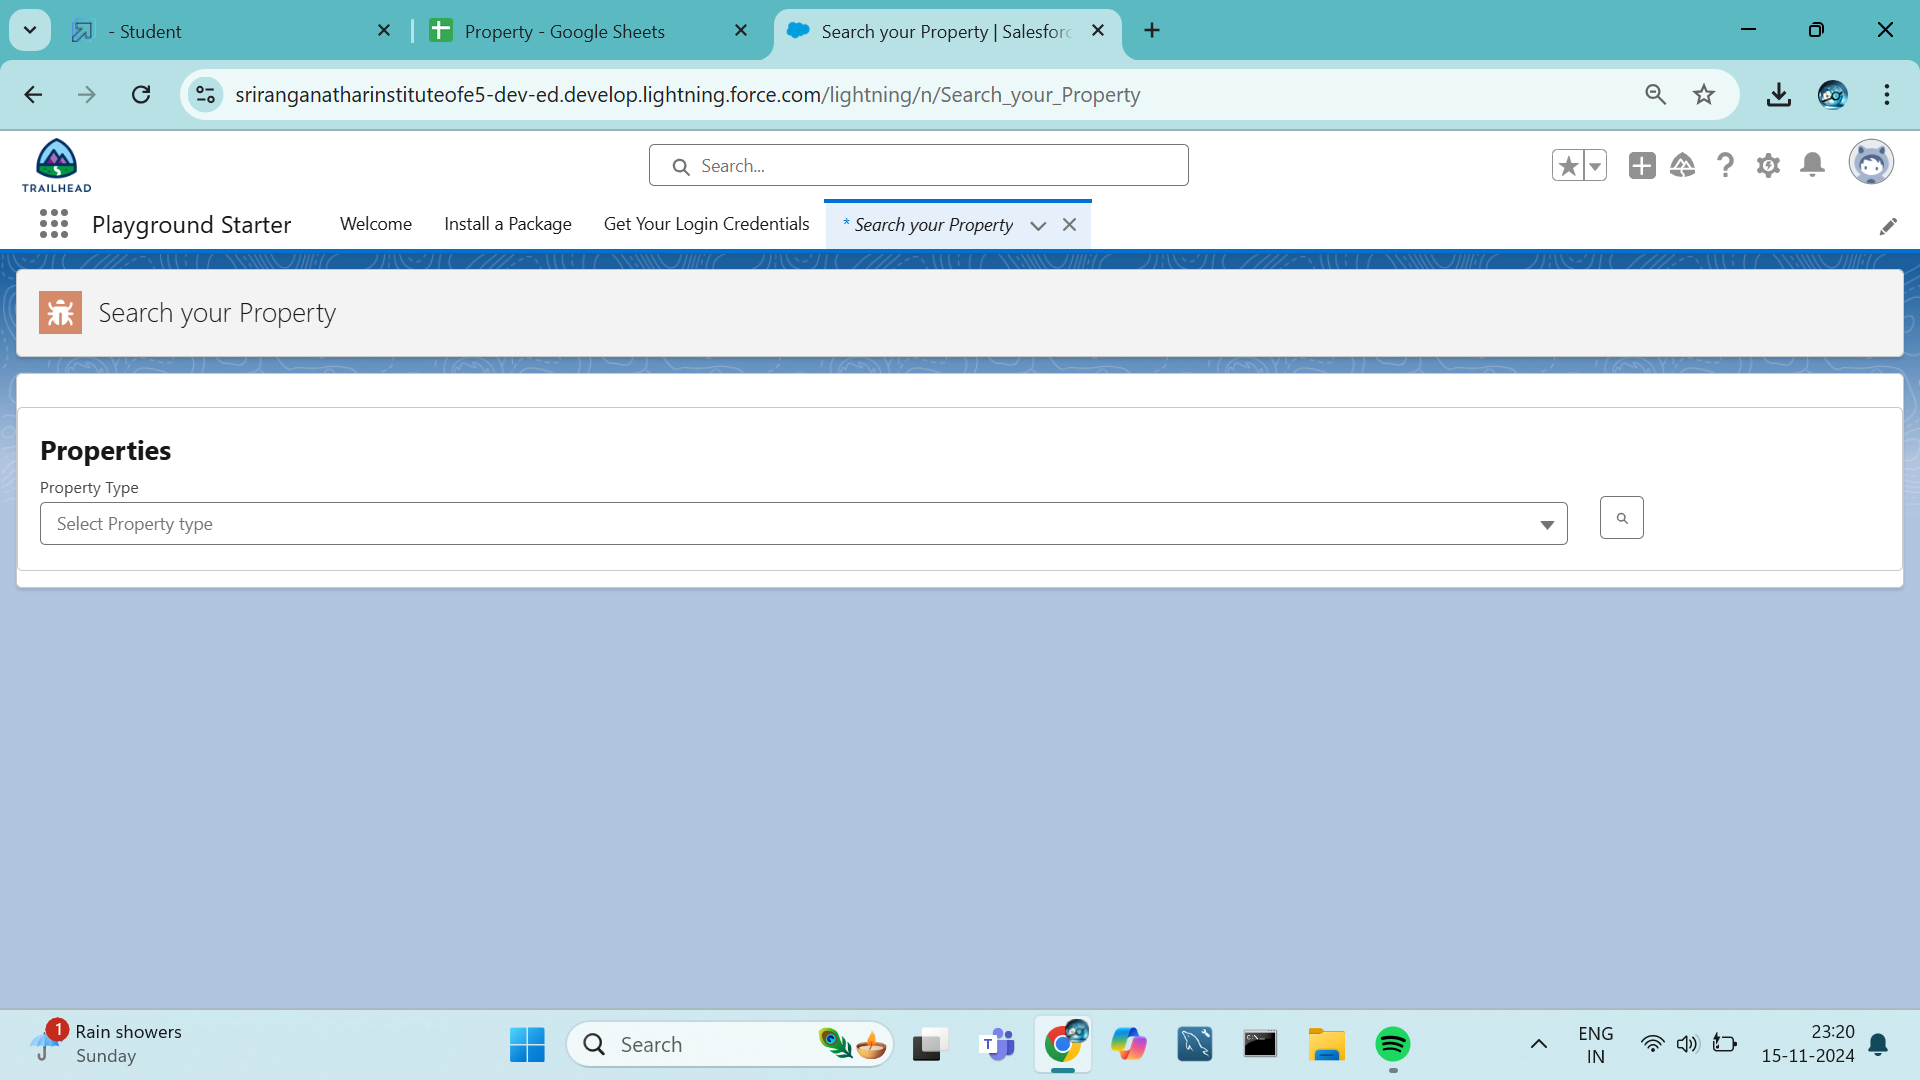 - Student
Property - Google Sheets
Search your Property | Salesforc
sriranganatharinstituteofe5-dev-ed.develop.lightning.force.com/lightning/n/Search_your_Property
TRAILHEAD
Search...
Playground Starter
Welcome
Install a Package
Get Your Login Credentials
* Search your Property
Search your Property
Properties
Property Type
Select Property type
1
Rain showers
Sunday
Search
ENG
IN
23:20
15-11-2024